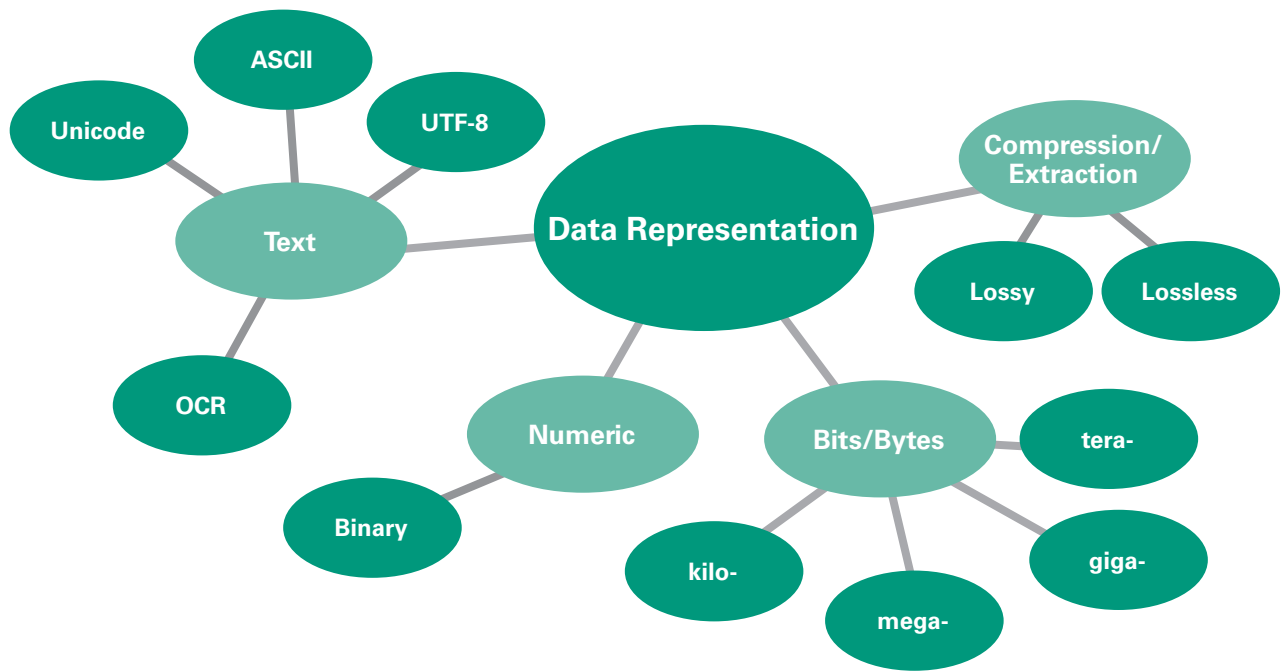 ASCII
Unicode
UTF-8
Text
OCR
Data Representation
Compression/
Extraction
Lossy
Lossless
Numeric
Binary
Bits/Bytes
tera-
giga-
mega-
kilo-